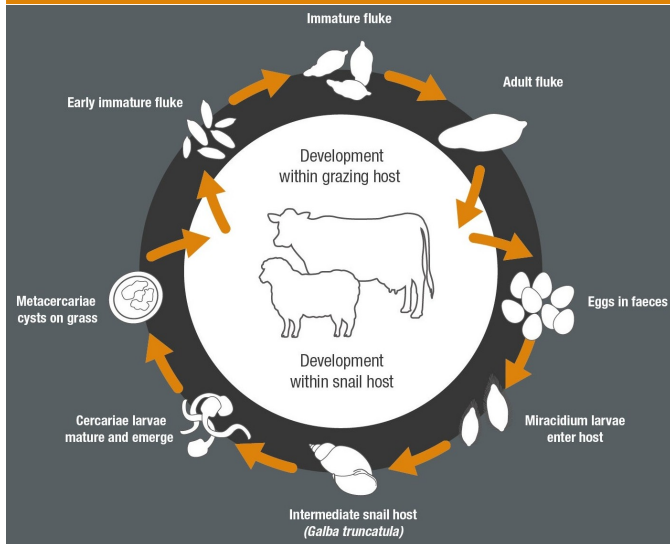 Immature fluke
Adult fluke
Early immature fluke
Development
within grazing host
Metacercariae
cysts on grass
Eggs in faeces
Development
within snail host
Cercariae larvae
mature and emerge
Miracidium larvae
enter host
Intermediate snail host
(Galba truncatula)